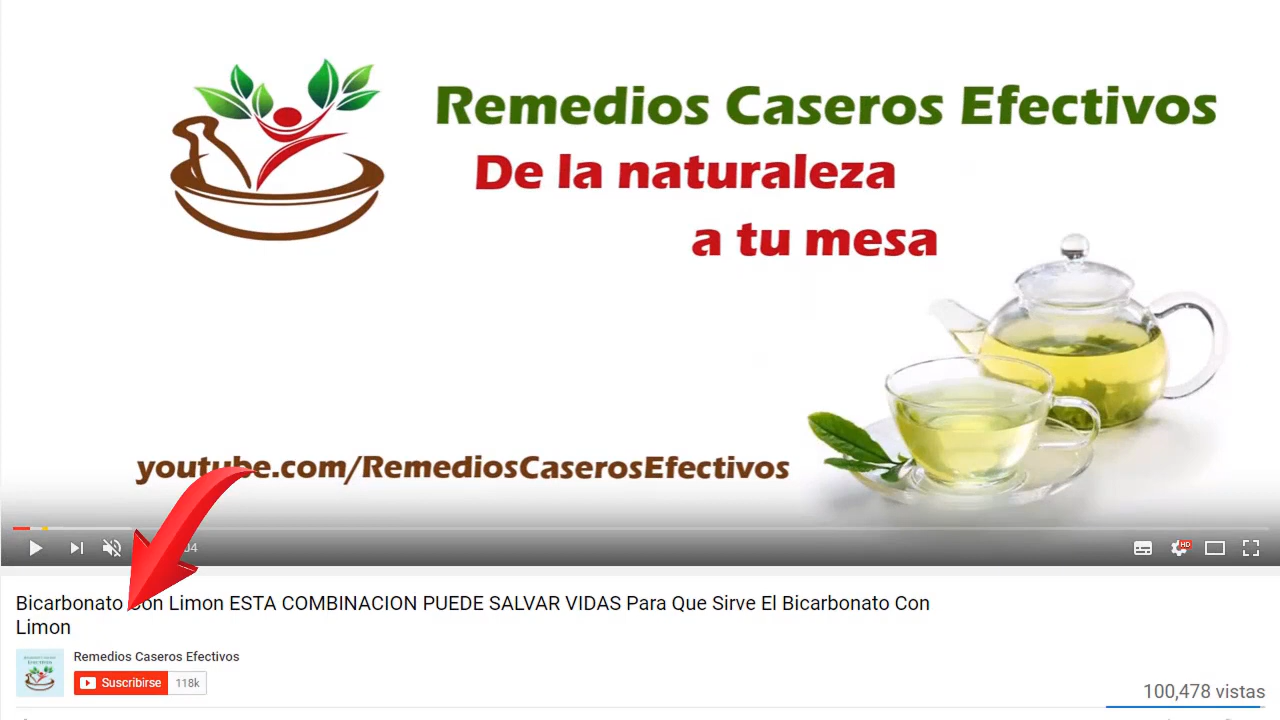 Remedios Caseros Efectivos
De la naturaleza
a tu mesa
youtube.com/RemediosCaserosEfectivos
HD
Bicarbonato Con Limon ESTA COMBINACION PUEDE SALVAR VIDAS Para Que Sirve El Bicarbonato Con
Limon
Remedios Caseros Efectivos
Suscribirse 118k
100,478 vistas